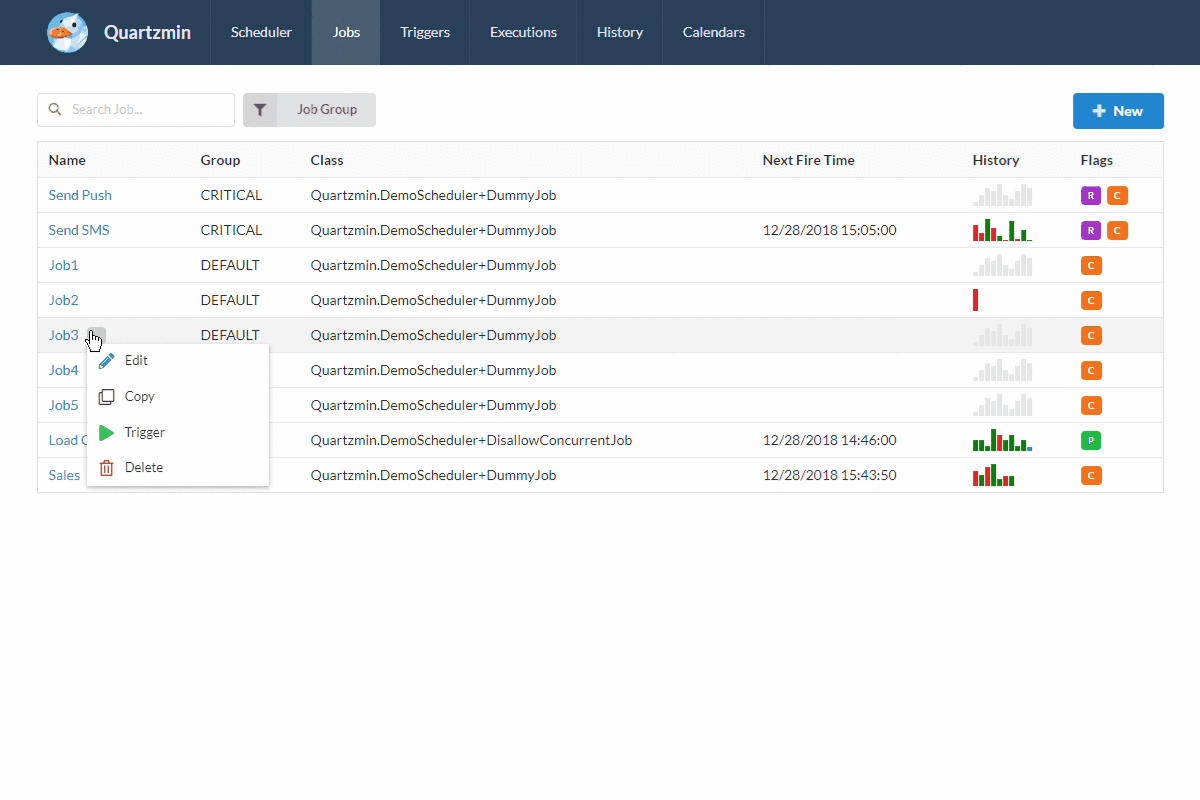 Quartzmin Scheduler Jobs Triggers Executions History Calendars
Search Job... Job Group New
Name Group Class Next Fire Time History Flags
Send Push CRITICAL Quartzmin.DemoScheduler+DummyJob R C
Send SMS CRITICAL Quartzmin.DemoScheduler+DummyJob 12/28/2018 15:05:00 R C
Job1 DEFAULT Quartzmin.DemoScheduler+DummyJob C
Job2 DEFAULT Quartzmin.DemoScheduler+DummyJob C
Job3 DEFAULT Quartzmin.DemoScheduler+DummyJob C
Edit
Job4 Quartzmin.DemoScheduler+DummyJob C
Copy
Job5 Quartzmin.DemoScheduler+DummyJob C
Trigger
Load Quartzmin.DemoScheduler+DisallowConcurrentJob 12/28/2018 14:46:00 P
Delete
Sales Quartzmin.DemoScheduler+DummyJob 12/28/2018 15:43:50 C